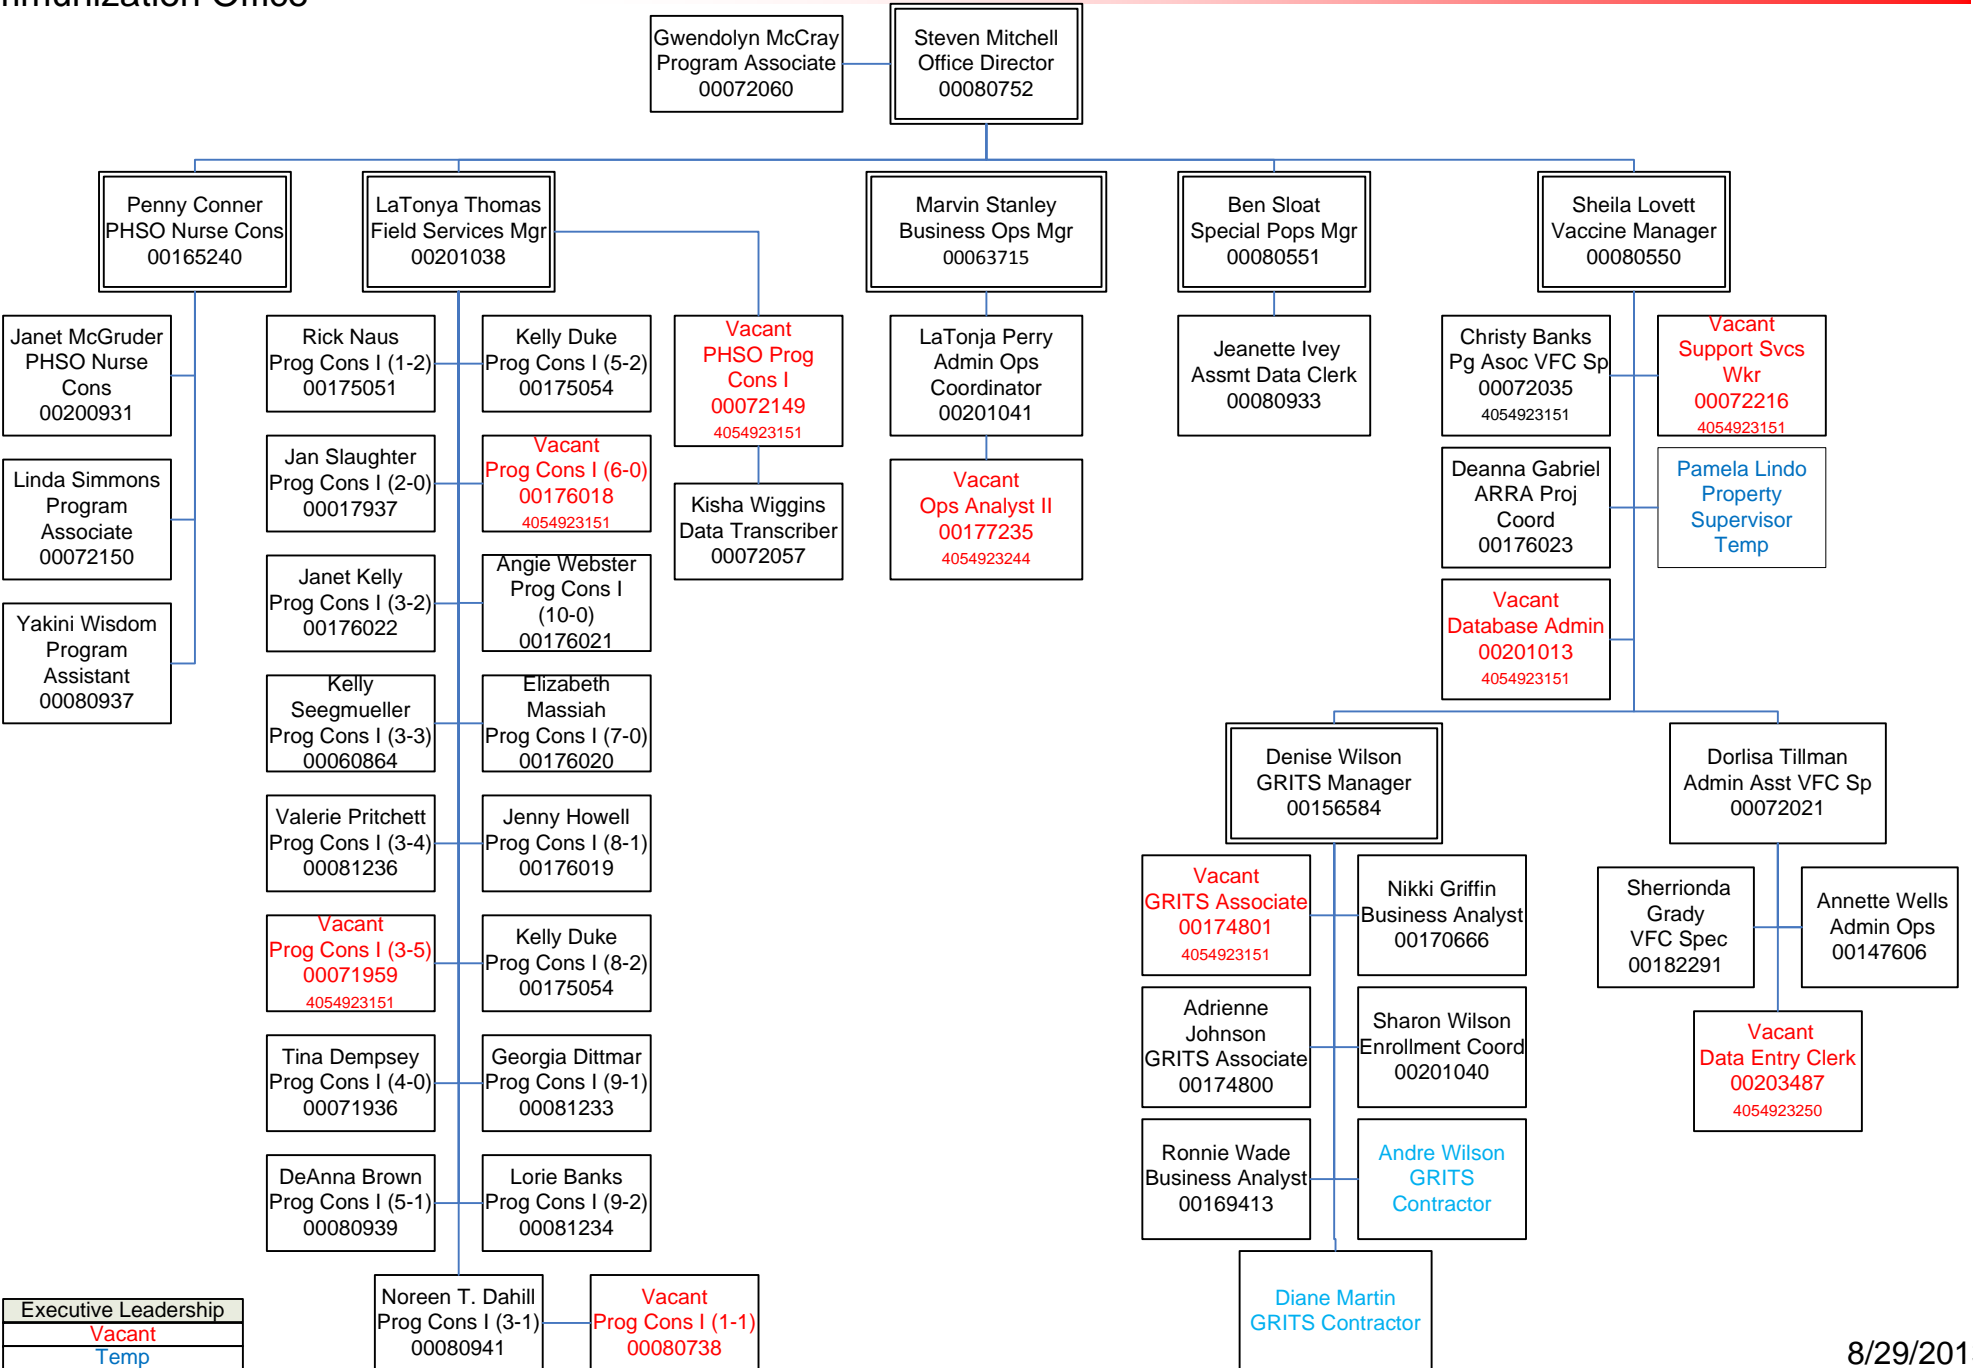 Immunization Office
Gwendolyn McCray
Program Associate
00072060
Steven Mitchell
Office Director
00080752
Penny Conner
PHSO Nurse Cons
00165240
LaTonya Thomas
Field Services Mgr
00201038
Marvin Stanley
Business Ops Mgr
00063715
Ben Sloat
Special Pops Mgr
00080551
Sheila Lovett
Vaccine Manager
00080550
Janet McGruder
PHSO Nurse
Cons
00200931
Linda Simmons
Program
Associate
00072150
Yakini Wisdom
Program
Assistant
00080937
Rick Naus
Prog Cons I (1-2)
00175051
Kelly Duke
Prog Cons I (5-2)
00175054
Jan Slaughter
Prog Cons I (2-0)
00017937
Vacant
Prog Cons I (6-0)
00176018
4054923151
Janet Kelly
Prog Cons I (3-2)
00176022
Angie Webster
Prog Cons I
(10-0)
00176021
Kelly
Seegmueller
Prog Cons I (3-3)
00060864
Elizabeth
Massiah
Prog Cons I (7-0)
00176020
Valerie Pritchett
Prog Cons I (3-4)
00081236
Jenny Howell
Prog Cons I (8-1)
00176019
Vacant
Prog Cons I (3-5)
00071959
4054923151
Kelly Duke
Prog Cons I (8-2)
00175054
Tina Dempsey
Prog Cons I (4-0)
00071936
Georgia Dittmar
Prog Cons I (9-1)
00081233
DeAnna Brown
Prog Cons I (5-1)
00080939
Lorie Banks
Prog Cons I (9-2)
00081234
Noreen T. Dahill
Prog Cons I (3-1)
00080941
Vacant
Prog Cons I (1-1)
00080738
Vacant
PHSO Prog
Cons I
00072149
4054923151
Kisha Wiggins
Data Transcriber
00072057
LaTonja Perry
Admin Ops
Coordinator
00201041
Vacant
Ops Analyst II
00177235
4054923244
Jeanette Ivey
Assmt Data Clerk
00080933
Christy Banks
Pg Asoc VFC Sp
00072035
4054923151
Vacant
Support Svcs
Wkr
00072216
4054923151
Deanna Gabriel
ARRA Proj
Coord
00176023
Pamela Lindo
Property
Supervisor
Temp
Vacant
Database Admin
00201013
4054923151
Denise Wilson
GRITS Manager
00156584
Dorlisa Tillman
Admin Asst VFC Sp
00072021
Vacant
GRITS Associate
00174801
4054923151
Nikki Griffin
Business Analyst
00170666
Adrienne
Johnson
GRITS Associate
00174800
Sharon Wilson
Enrollment Coord
00201040
Ronnie Wade
Business Analyst
00169413
Andre Wilson
GRITS
Contractor
Diane Martin
GRITS Contractor
Sherrionda
Grady
VFC Spec
00182291
Annette Wells
Admin Ops
00147606
Vacant
Data Entry Clerk
00203487
4054923250
Executive Leadership
Vacant
Temp
8/29/201